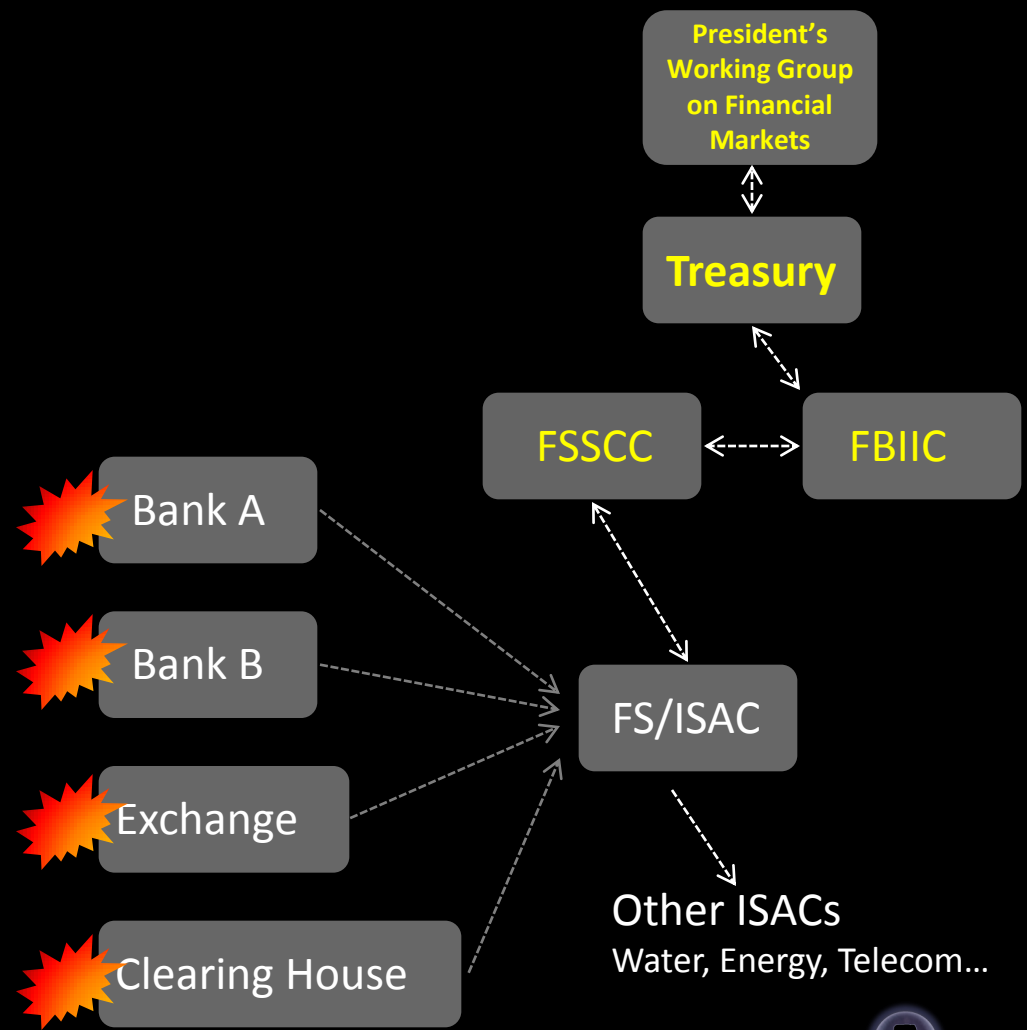 President’s
Working Group
on Financial
Markets
Treasury
FSSCC
FBIIC
Bank A
Bank B
FS/ISAC
Exchange
Clearing House
Other ISACs
Water, Energy, Telecom…